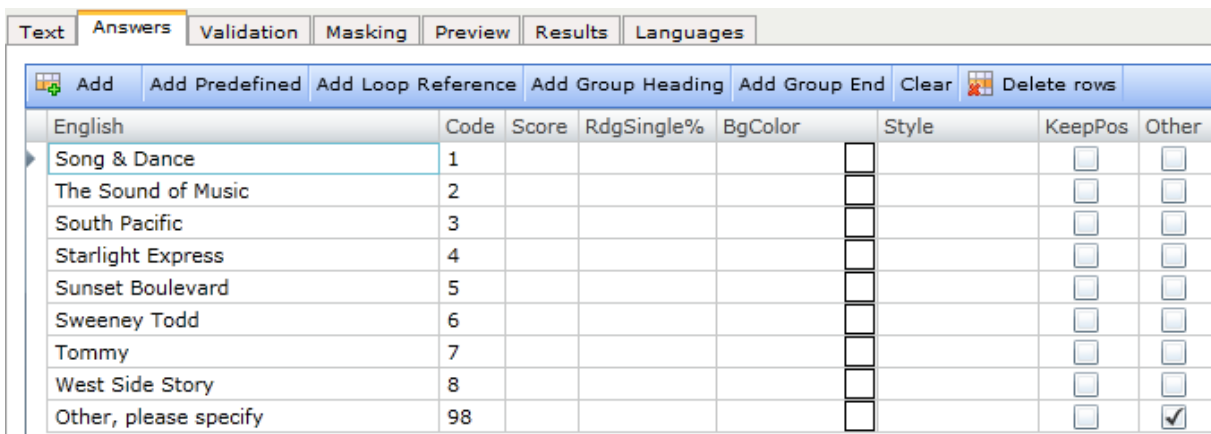 Text Answers Validation Masking Preview Results Languages
Add Add Predefined Add Loop Reference Add Group Heading Add Group End Clear Delete rows
English Code Score RdgSingle% BgColor Style KeepPos Other
Song & Dance 1
The Sound of Music 2
South Pacific 3
Starlight Express 4
Sunset Boulevard 5
Sweeney Todd 6
Tommy 7
West Side Story 8
Other, please specify 98